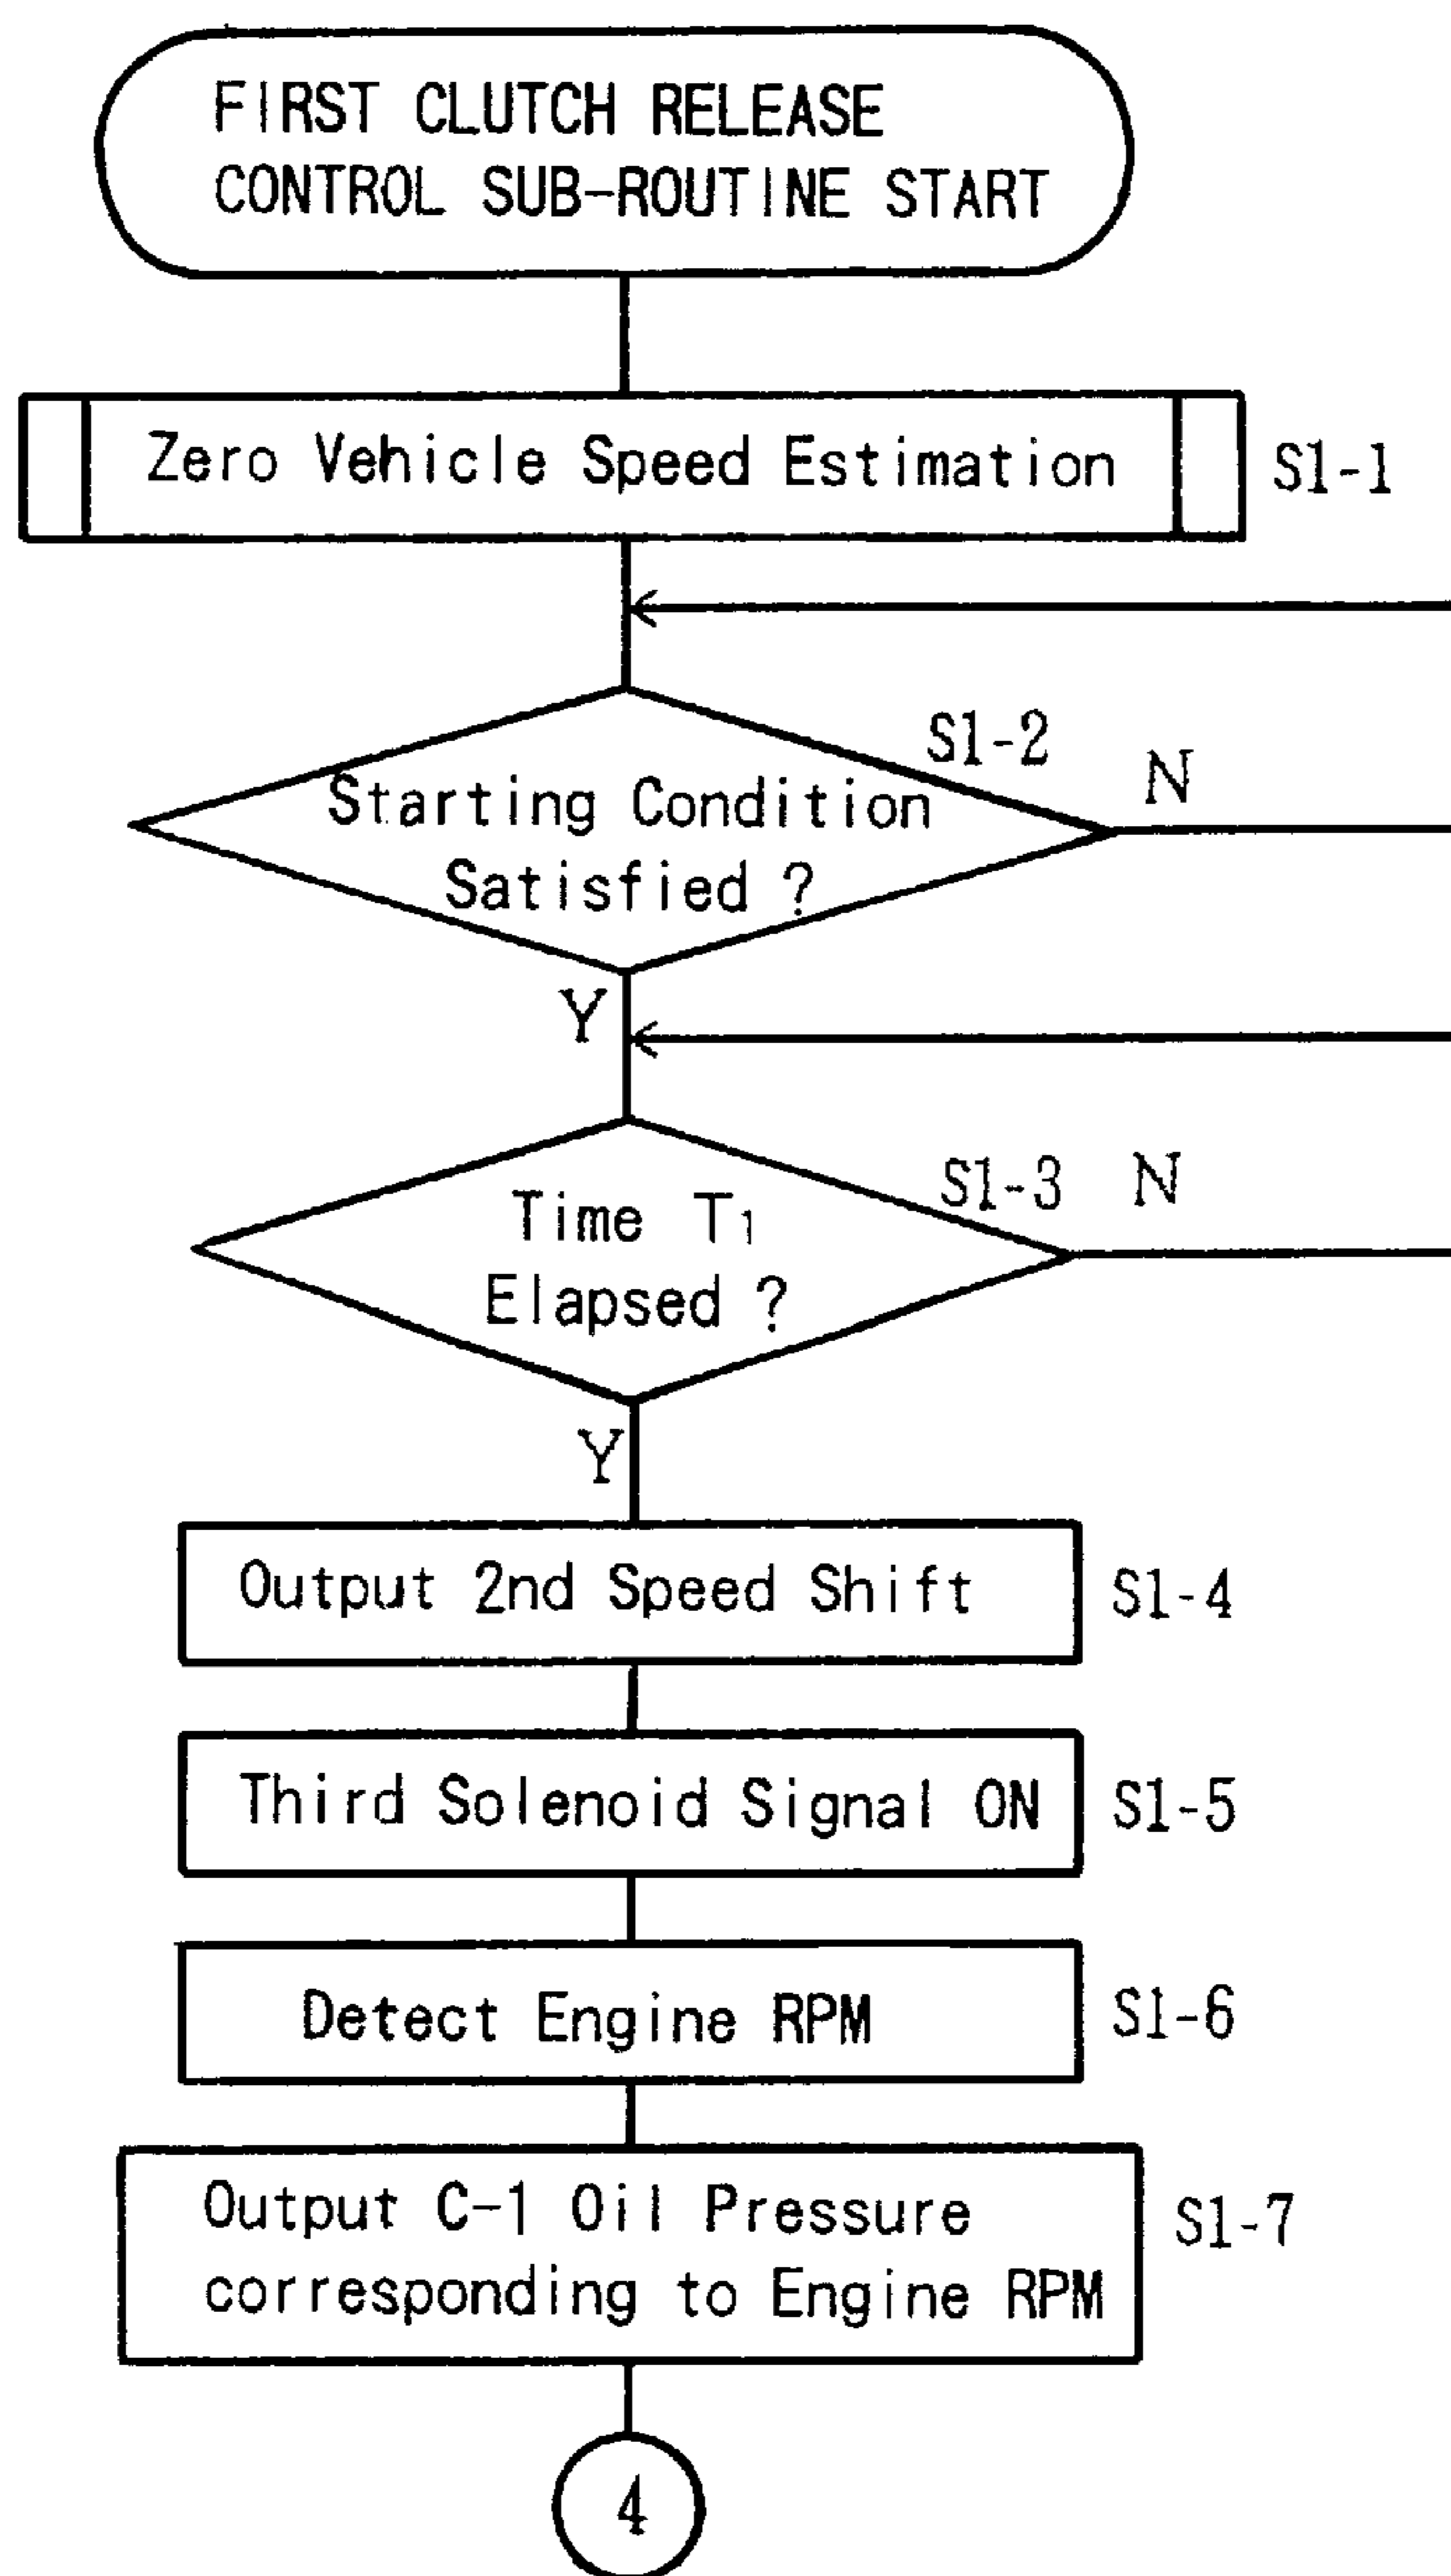 FIRST CLUTCH RELEASE
CONTROL SUB-ROUTINE START
Zero Vehicle Speed Estimation
S1-1
S1-2
N
Starting Condition
Satisfied ?
Y
S1-3
N
Time T₁
Elapsed ?
Y
Output 2nd Speed Shift
S1-4
Third Solenoid Signal ON
S1-5
Detect Engine RPM
S1-6
Output C-1 Oil Pressure
corresponding to Engine RPM
S1-7
4